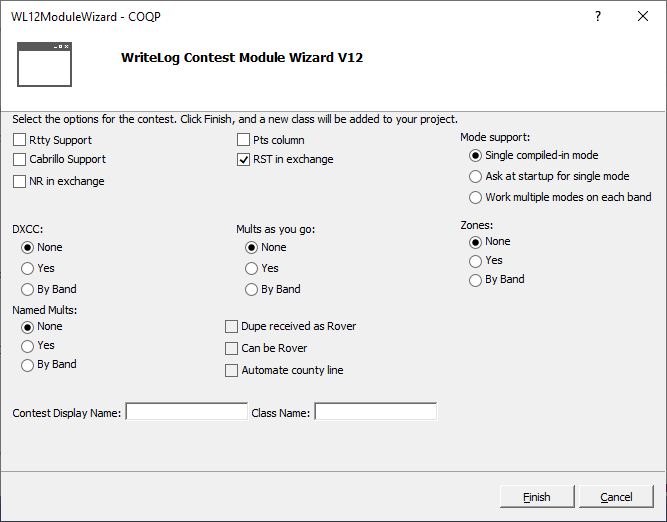 WL12ModuleWizard - COQP
WriteLog Contest Module Wizard V12
Select the options for the contest. Click Finish, and a new class will be added to your project.
Rtty Support
Pts column
Mode support:
Cabrillo Support
RST in exchange
Single compiled-in mode
NR in exchange
Ask at startup for single mode
Work multiple modes on each band
DXCC:
Mults as you go:
Zones:
None
None
None
Yes
Yes
Yes
By Band
By Band
By Band
Named Mults:
None
Dupe received as Rover
Yes
Can be Rover
By Band
Automate county line
Contest Display Name:
Class Name:
Finish
Cancel